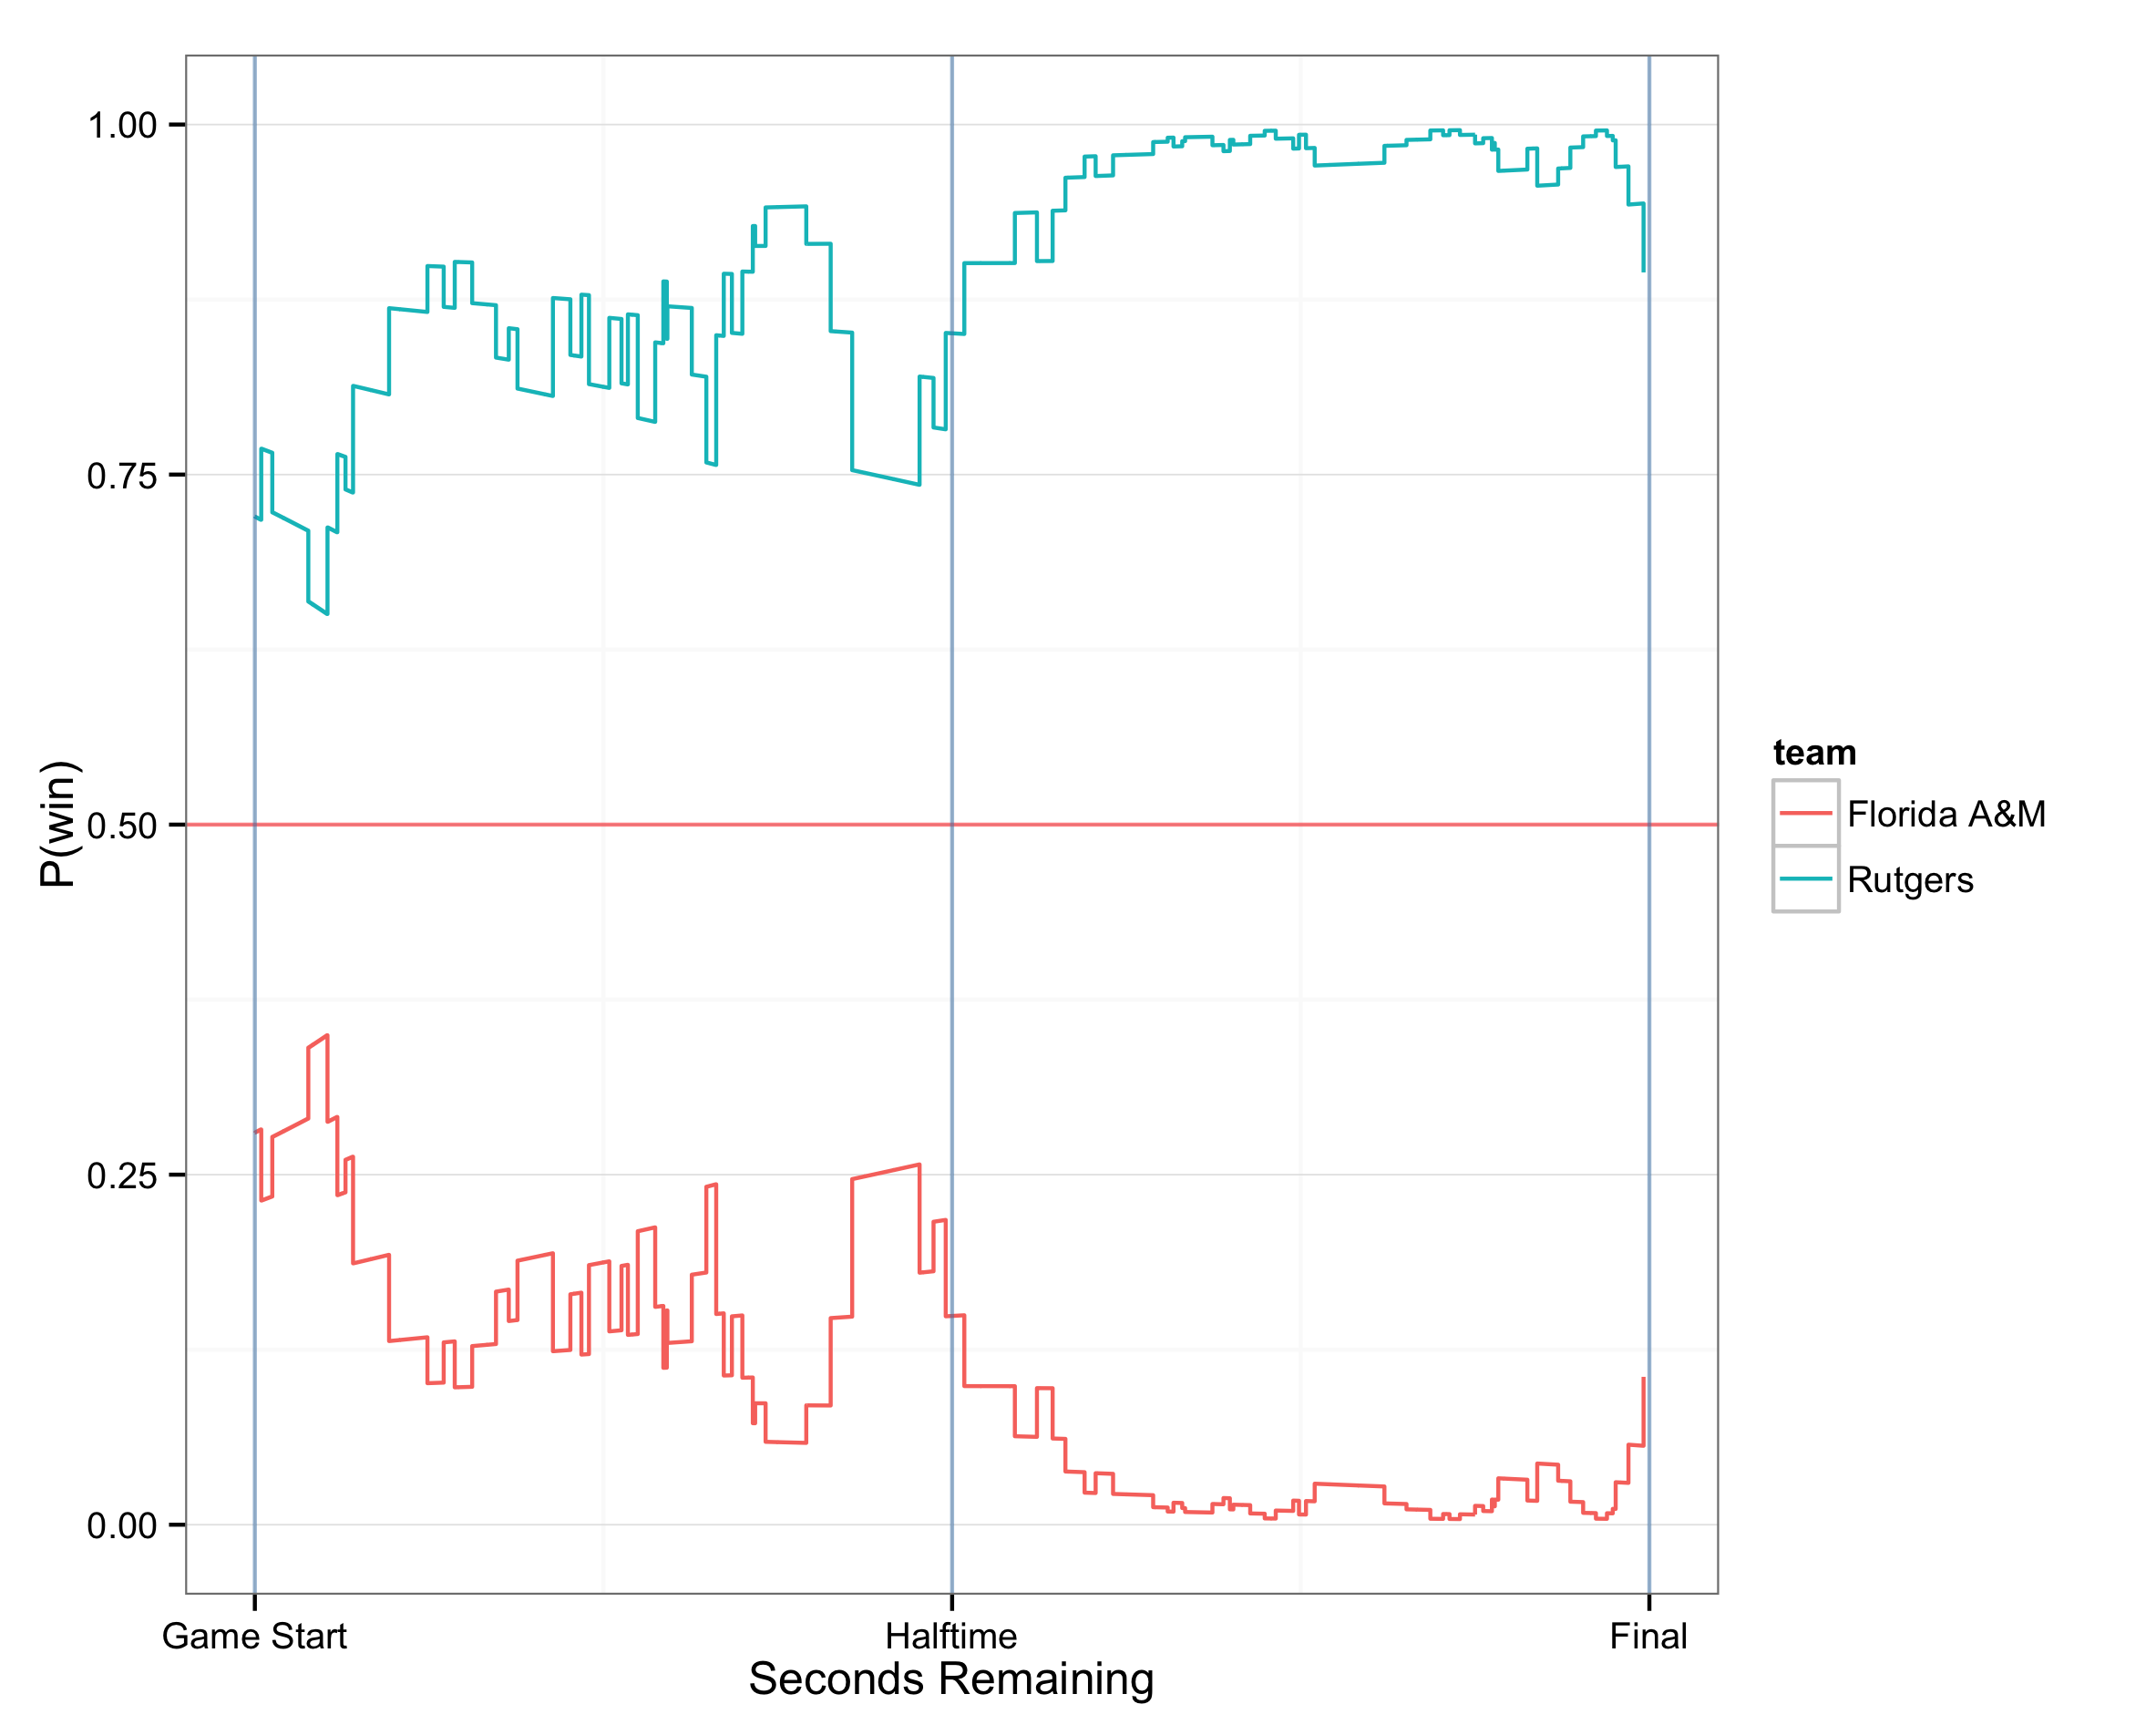 1.00
0.75
0.50
0.25
0.00
P(win)
Game Start
Halftime
Final
Seconds Remaining
team
Florida A&M
Rutgers